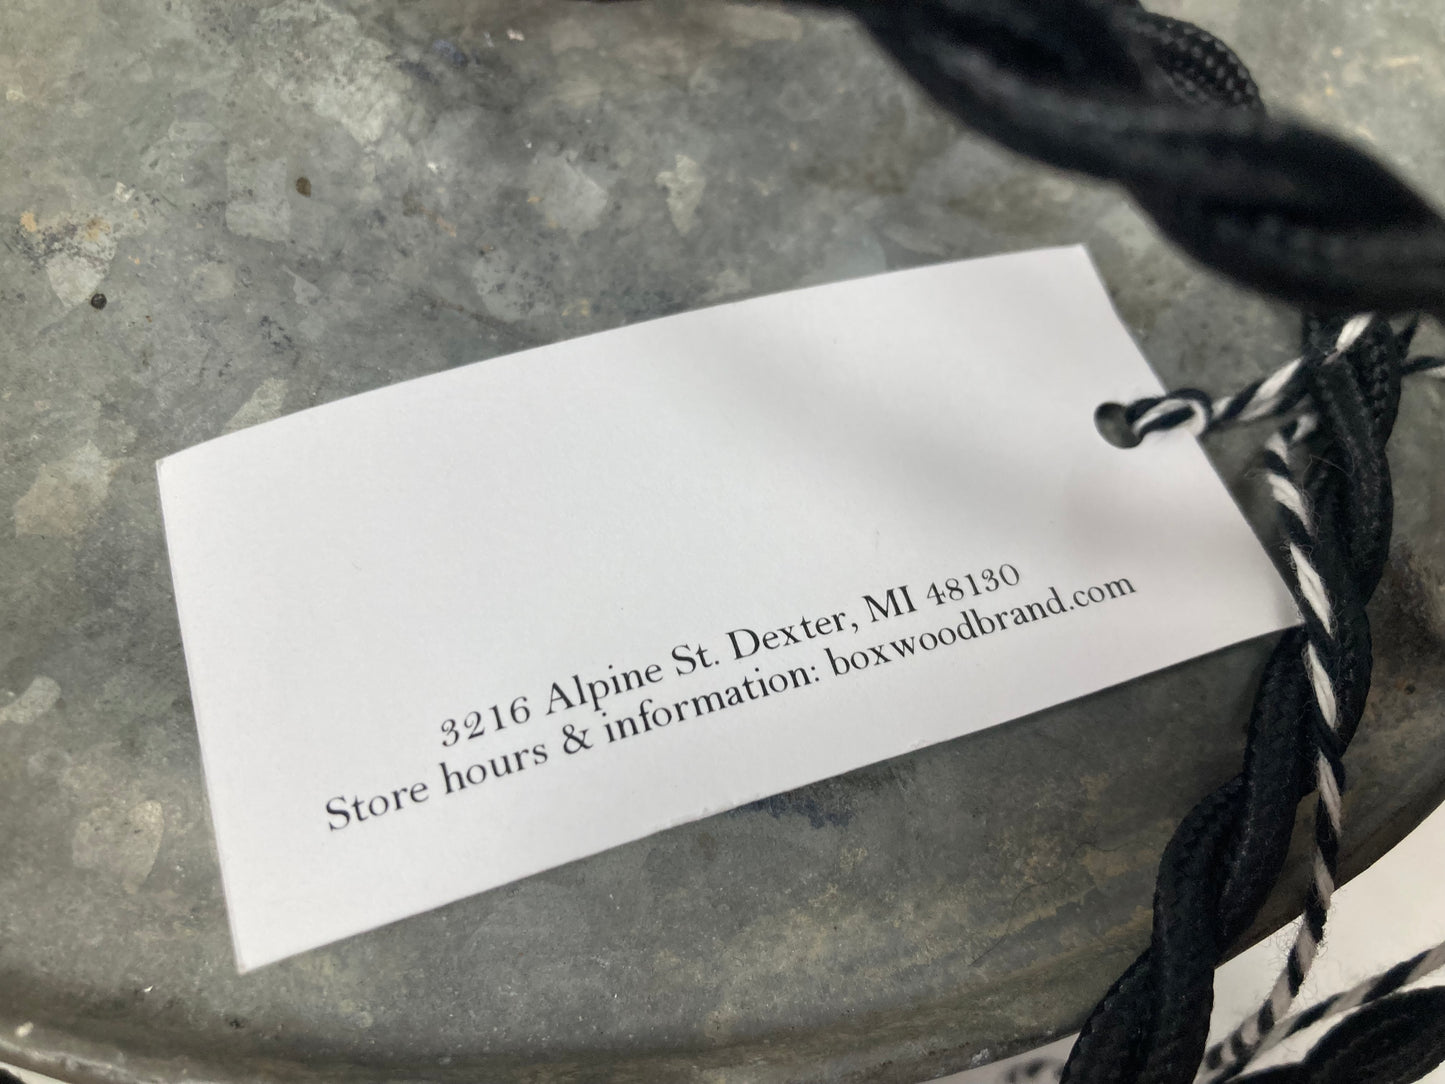 3216 Alpine St. Dexter, MI 48130
Store hours & information: boxwoodbrand.com